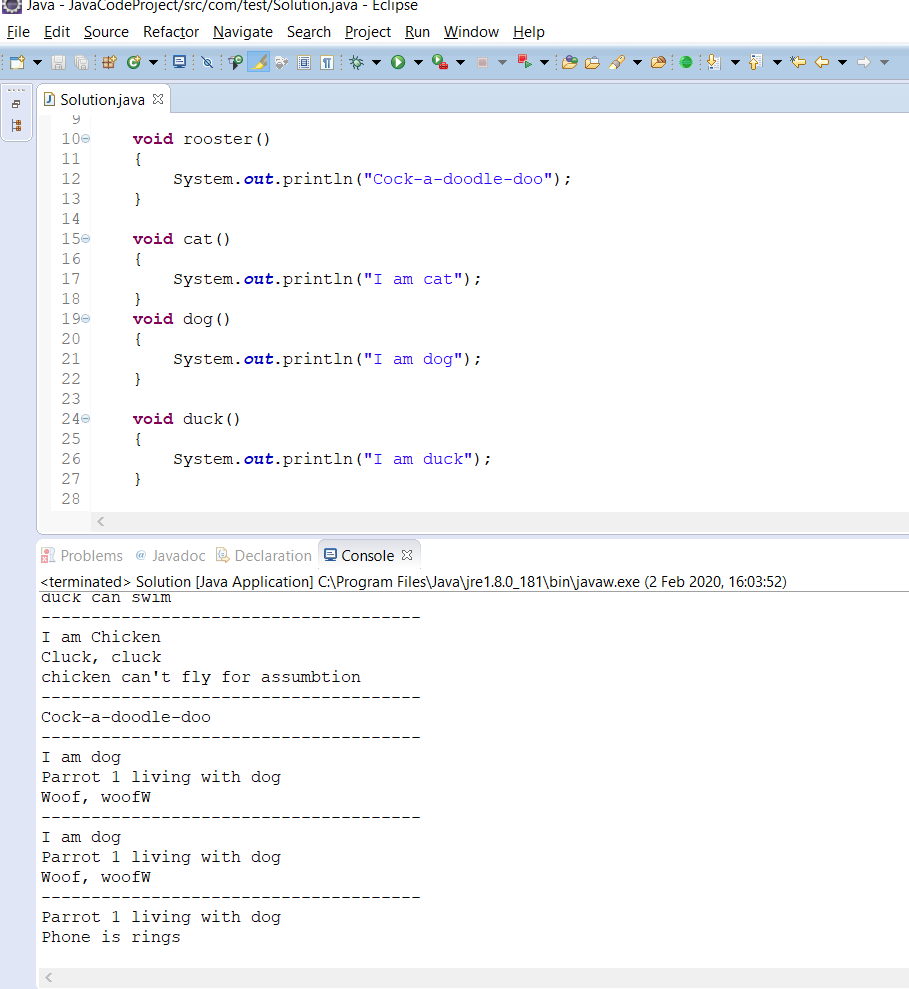 Java - JavaCodeProject/src/com/test/Solution.java - Eclipse
File Edit Source Refactor Navigate Search Project Run Window Help
Solution.java
9
10 void rooster()
11 {
12 System.out.println("Cock-a-doodle-doo");
13 }
14
15 void cat()
16 {
17 System.out.println("I am cat");
18 }
19 void dog()
20 {
21 System.out.println("I am dog");
22 }
23
24 void duck()
25 {
26 System.out.println("I am duck");
27 }
28
Problems @ Javadoc Declaration Console
<terminated> Solution [Java Application] C:\Program Files\Java\jre1.8.0_181\bin\javaw.exe (2 Feb 2020, 16:03:52)
duck can swim
--------------------------------------
I am Chicken
Cluck, cluck
chicken can't fly for assumbtion
--------------------------------------
Cock-a-doodle-doo
--------------------------------------
I am dog
Parrot 1 living with dog
Woof, woofW
--------------------------------------
I am dog
Parrot 1 living with dog
Woof, woofW
--------------------------------------
Parrot 1 living with dog
Phone is rings